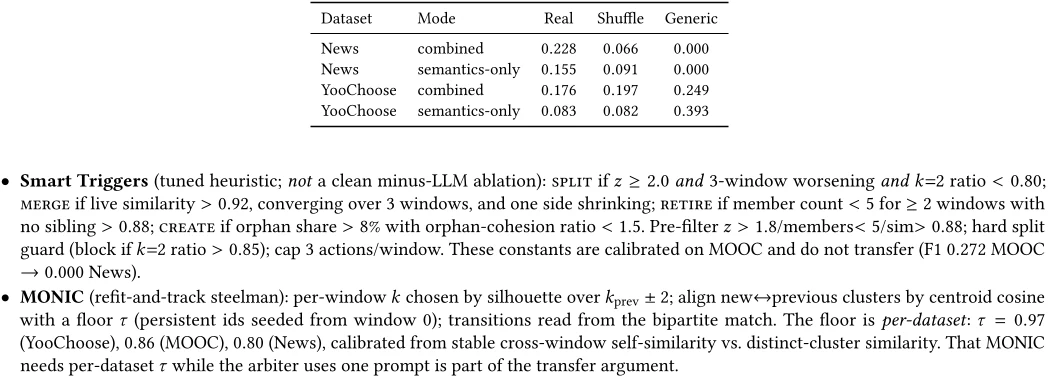 Dataset Mode Real Shuffle Generic
News combined 0.228 0.066 0.000
News semantics-only 0.155 0.091 0.000
YooChoose combined 0.176 0.197 0.249
YooChoose semantics-only 0.083 0.082 0.393
• Smart Triggers (tuned heuristic; not a clean minus-LLM ablation): SPLIT if z ≥ 2.0 and 3-window worsening and k=2 ratio < 0.80;
MERGE if live similarity > 0.92, converging over 3 windows, and one side shrinking; RETIRE if member count < 5 for ≥ 2 windows with
no sibling > 0.88; CREATE if orphan share > 8% with orphan-cohesion ratio < 1.5. Pre-filter z > 1.8/members< 5/sim> 0.88; hard split
guard (block if k=2 ratio > 0.85); cap 3 actions/window. These constants are calibrated on MOOC and do not transfer (F1 0.272 MOOC
→ 0.000 News).
• MONIC (refit-and-track steelman): per-window k chosen by silhouette over kprev ± 2; align new↔previous clusters by centroid cosine
with a floor τ (persistent ids seeded from window 0); transitions read from the bipartite match. The floor is per-dataset: τ = 0.97
(YooChoose), 0.86 (MOOC), 0.80 (News), calibrated from stable cross-window self-similarity vs. distinct-cluster similarity. That MONIC
needs per-dataset τ while the arbiter uses one prompt is part of the transfer argument.